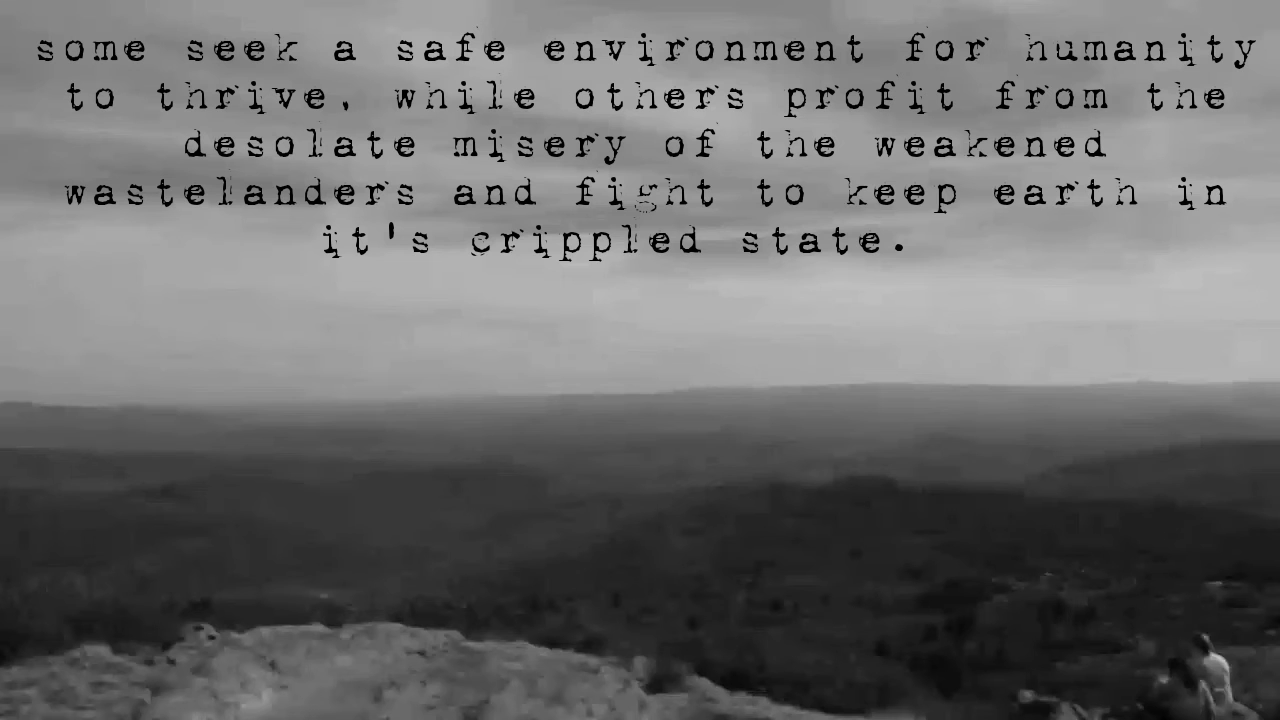 some seek a safe environment for humanity
to thrive, while others profit from the
desolate misery of the weakened
wastelanders and fight to keep earth in
it's crippled state.